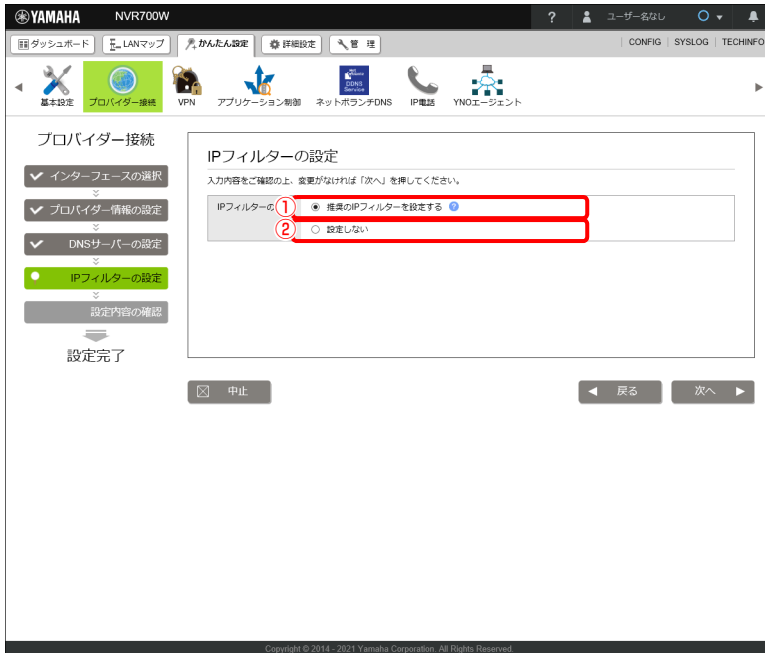 YAMAHA NVR700W ? ユーザー名なし
ダッシュボード LANマップ かんたん設定 詳細設定 管 理 CONFIG SYSLOG TECHINFO
Net Volante DDNS Service
基本設定 プロバイダー接続 VPN アプリケーション制御 ネットボランチDNS IP電話 YNOエージェント
プロバイダー接続
インターフェースの選択
プロバイダー情報の設定
DNSサーバーの設定
IPフィルターの設定
設定内容の確認
設定完了
IPフィルターの設定
入力内容をご確認の上、変更がなければ「次へ」を押してください。
IPフィルターの ① 推奨のIPフィルターを設定する ?
② 設定しない
中止 戻る 次へ
Copyright © 2014 - 2021 Yamaha Corporation. All Rights Reserved.